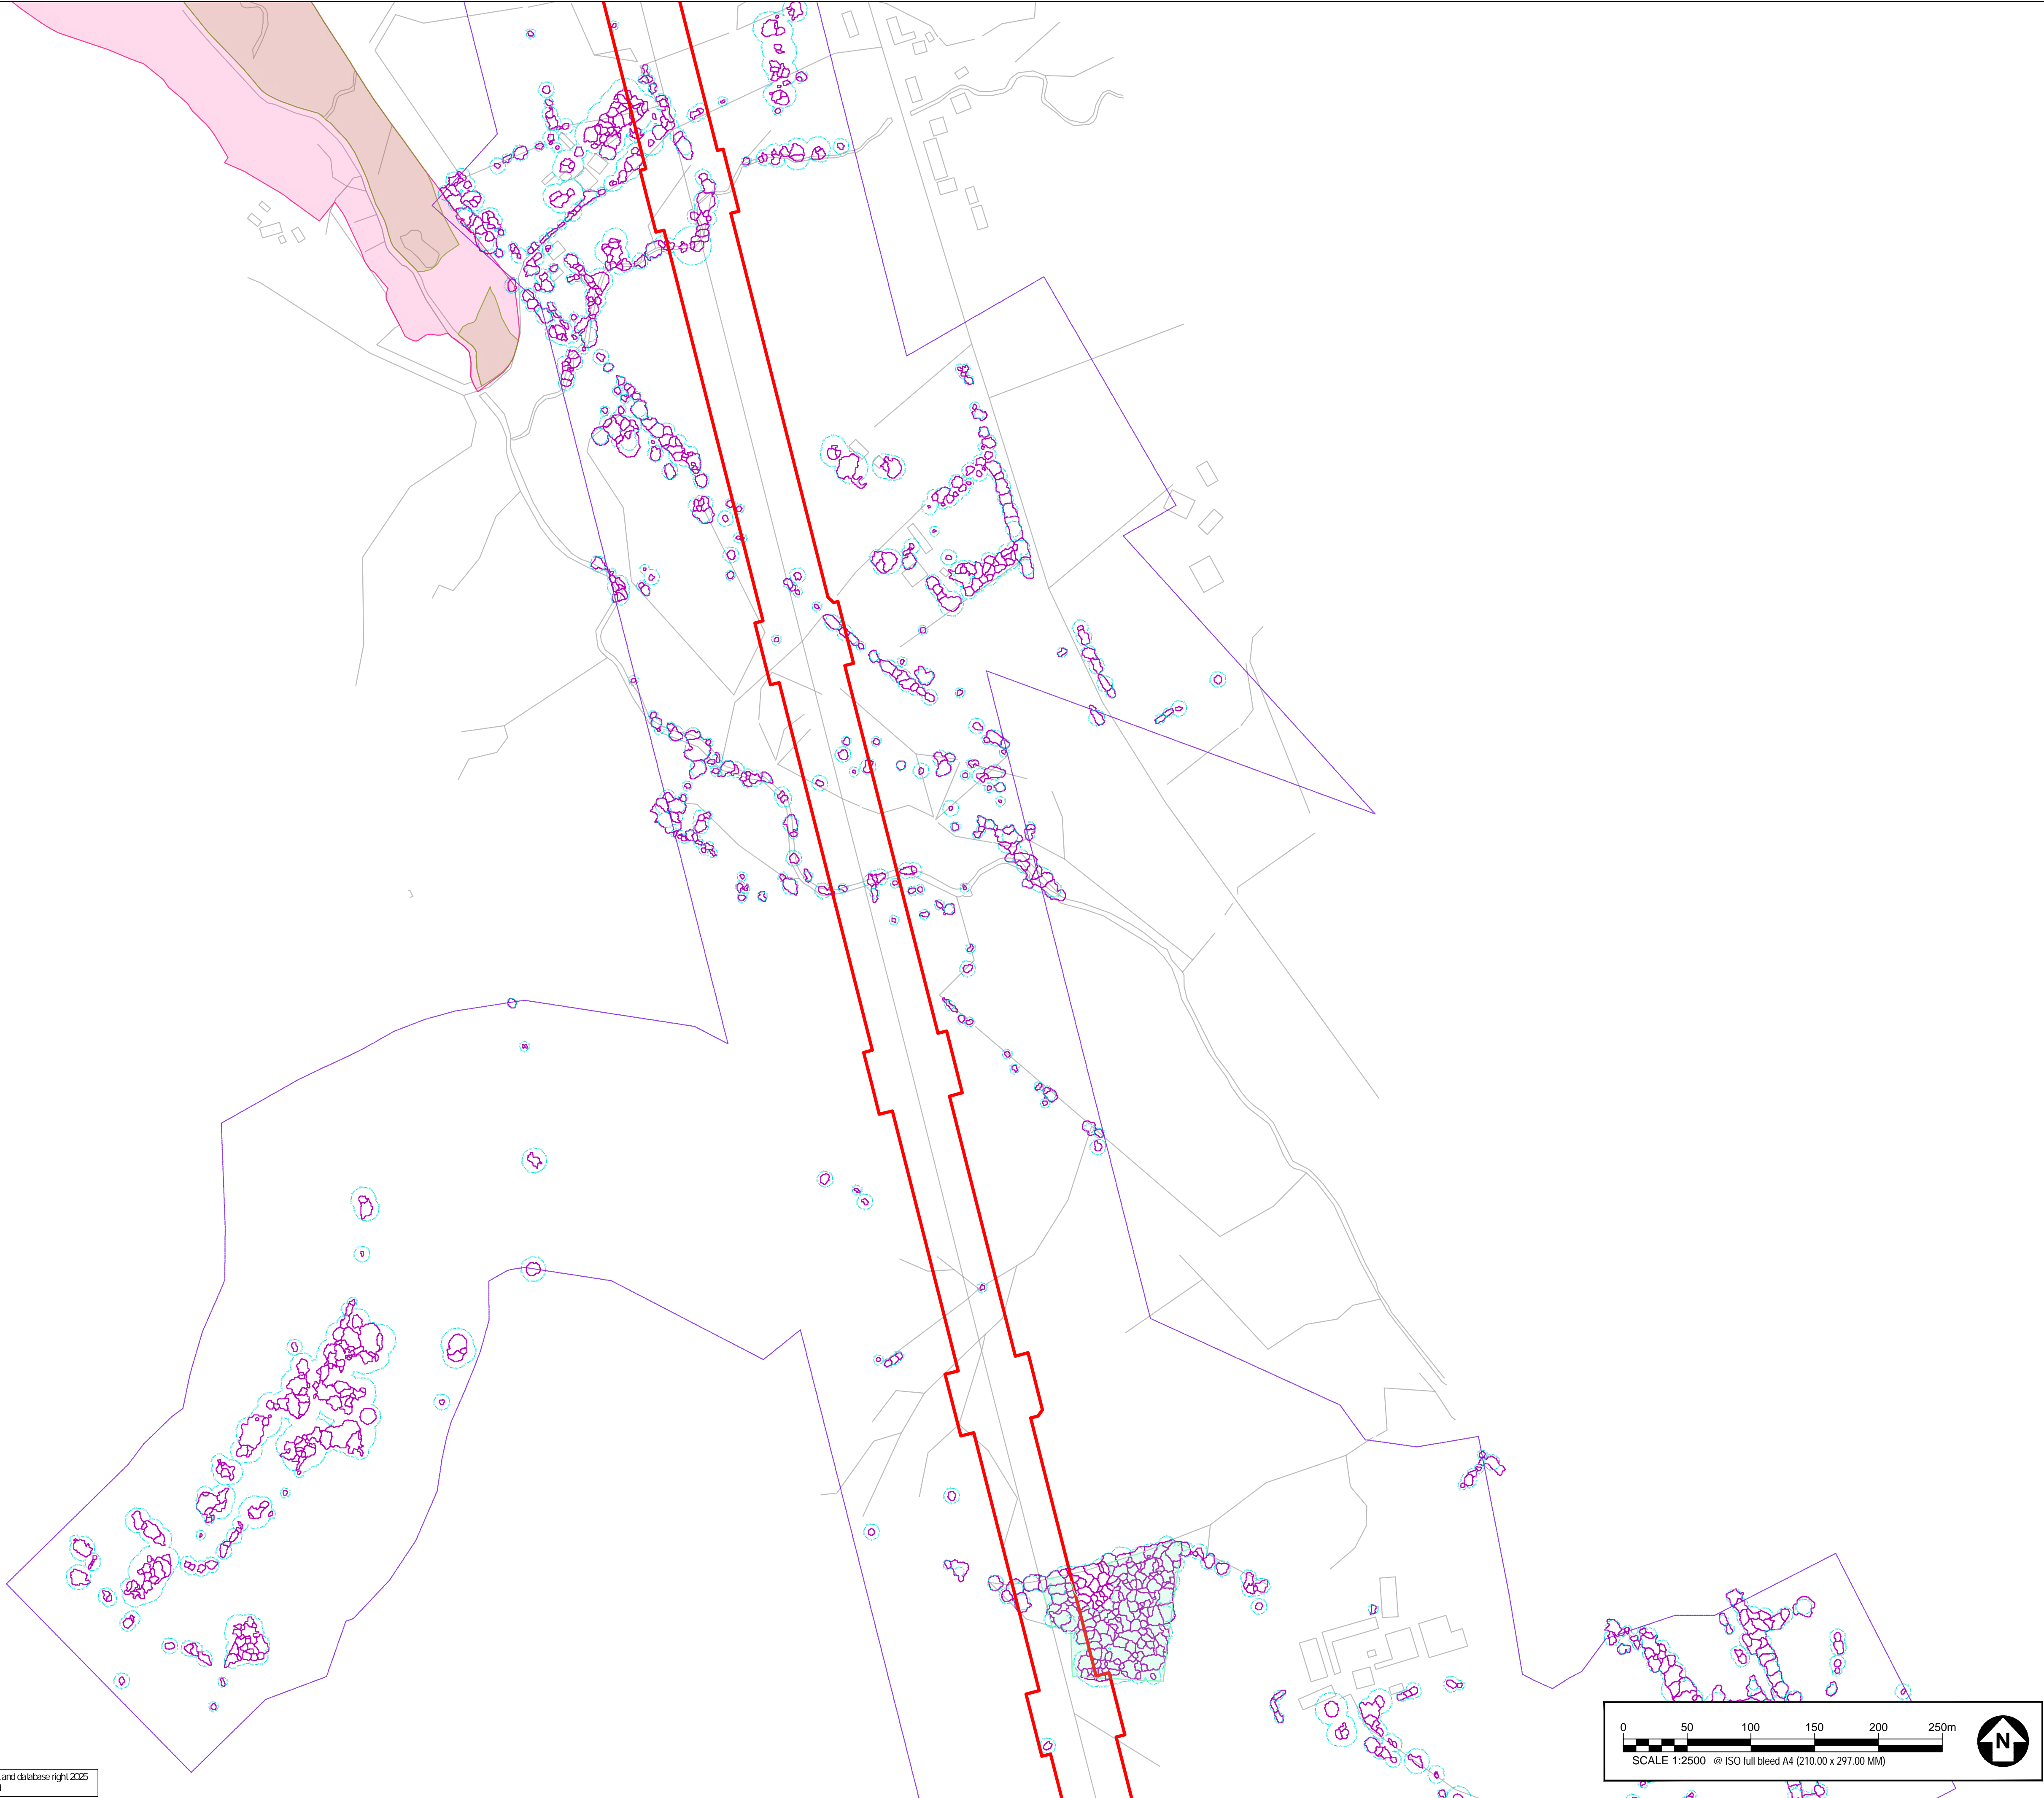 t and database right 2025
0 50 100 150 200 250m
SCALE 1:2500 @ ISO full bleed A4 (210.00 x 297.00 MM)
N